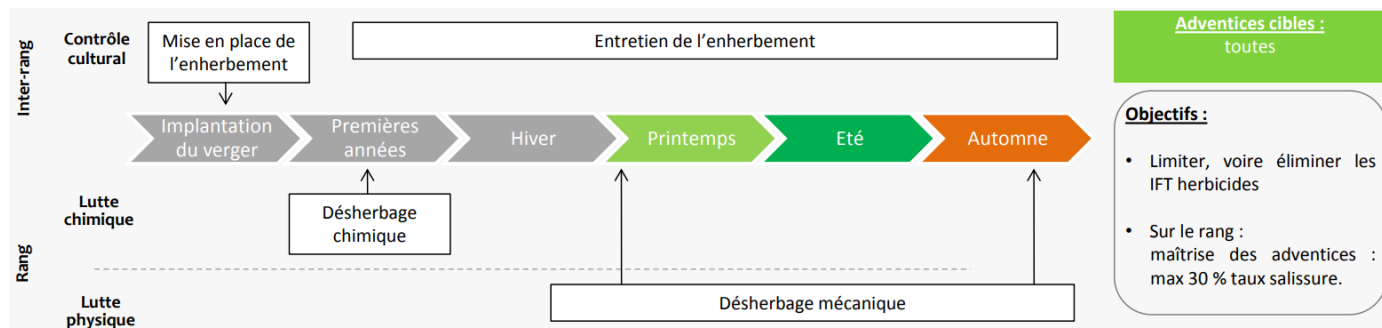 Inter-rang
Contrôle
cultural
Mise en place de
l'enherbement
Entretien de l'enherbement
Implantation
du verger
Premières
années
Hiver
Printemps
Eté
Automne
Rang
Lutte
chimique
Désherbage
chimique
Lutte
physique
Désherbage mécanique
Adventices cibles :
toutes
Objectifs :
• Limiter, voire éliminer les
IFT herbicides
• Sur le rang :
maîtrise des adventices :
max 30 % taux salissure.